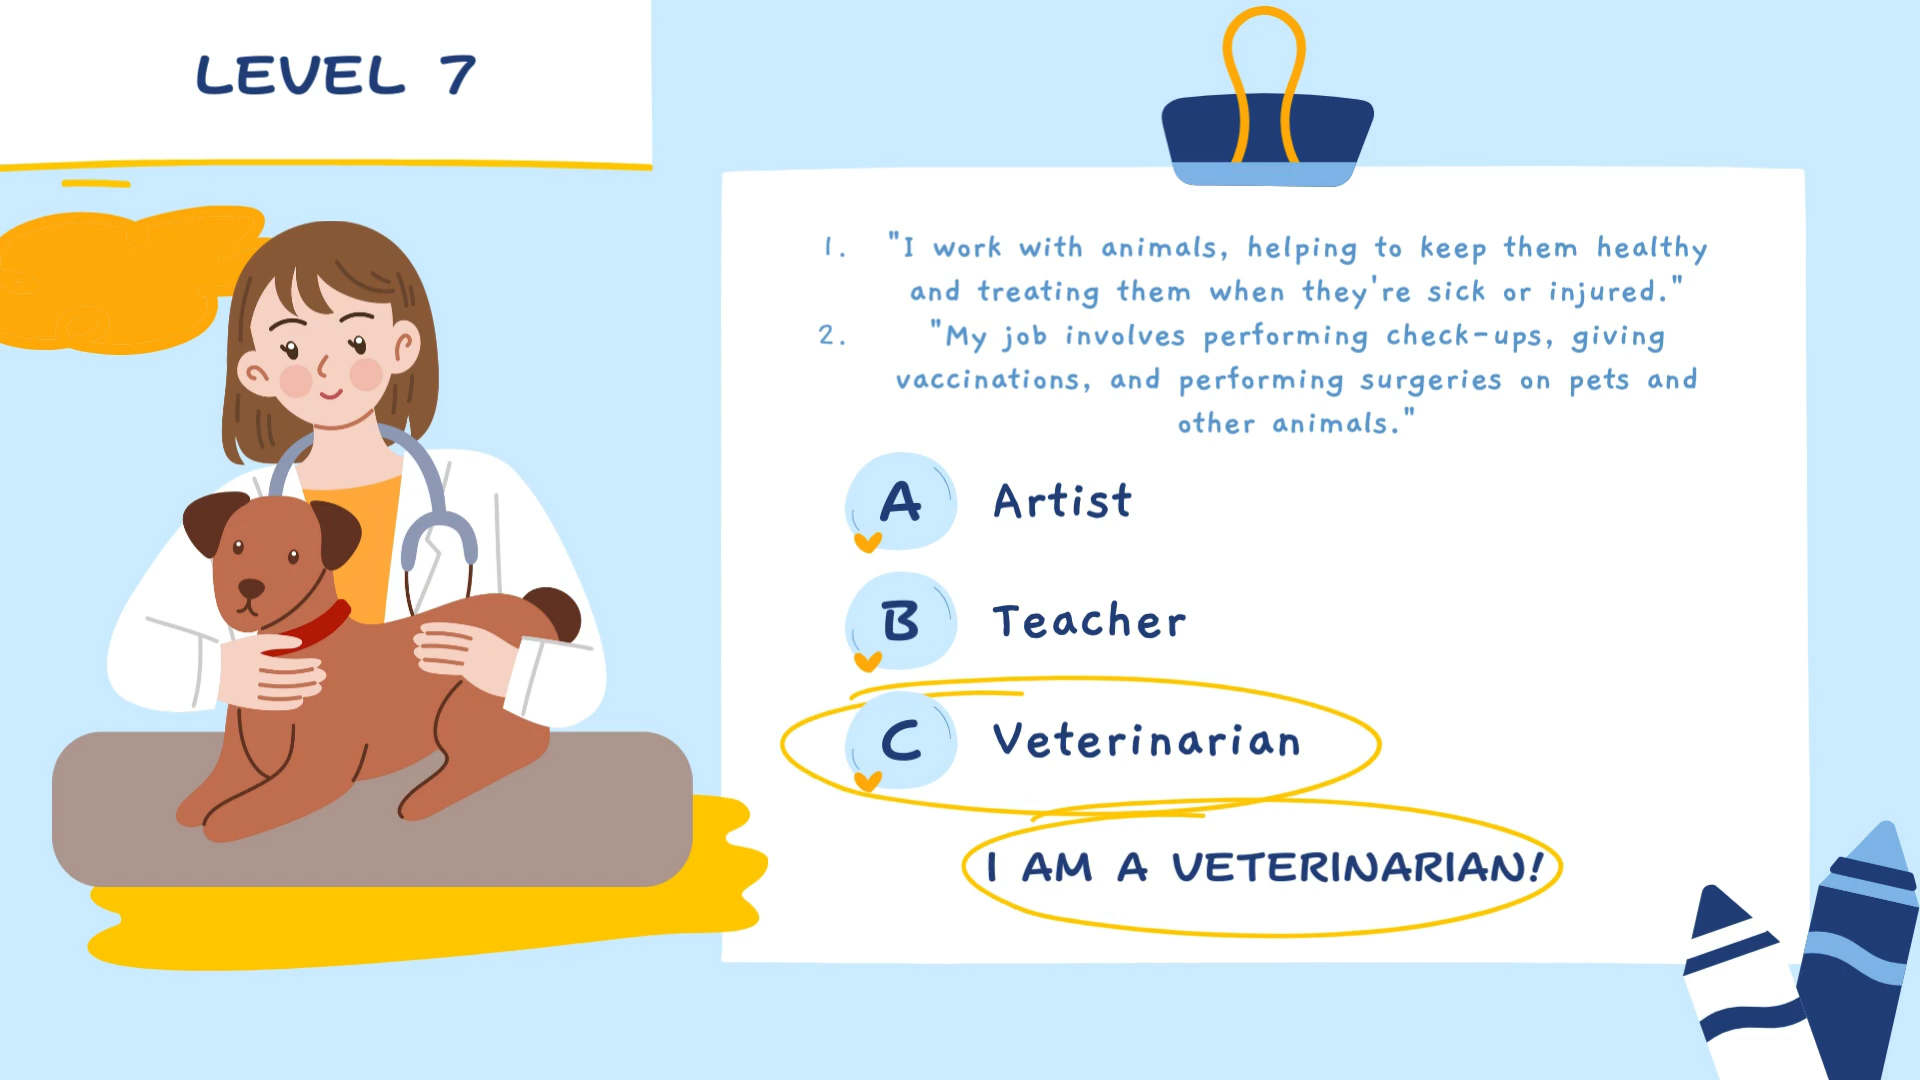 LEVEL 7
1. "I work with animals, helping to keep them healthy
and treating them when they're sick or injured."
2. "My job involves performing check-ups, giving
vaccinations, and performing surgeries on pets and
other animals."
A Artist
B Teacher
C Veterinarian
I AM A VETERINARIAN!